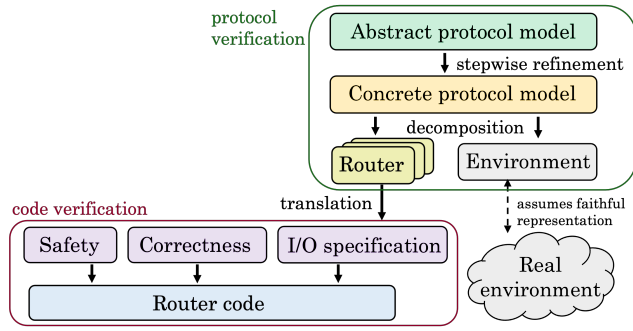 protocol
verification
Abstract protocol model
stepwise refinement
Concrete protocol model
decomposition
Router
Environment
translation
assumes faithful
representation
code verification
Safety
Correctness
I/O specification
Real
environment
Router code